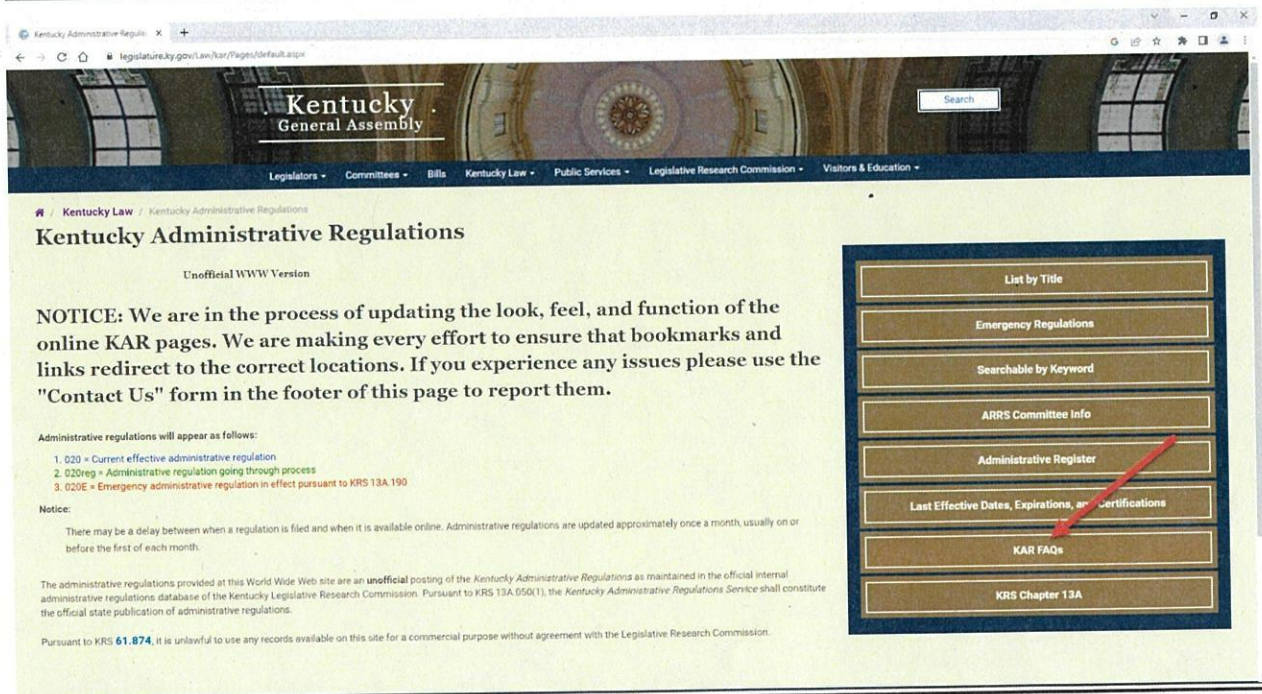 Kentucky Administrative Regula
legislature.ky.gov/Law/kar/Pages/default.aspx
Kentucky
General Assembly
Search
Legislators Committees Bills Kentucky Law Public Services Legislative Research Commission Visitors & Education
/ Kentucky Law / Kentucky Administrative Regulations
Kentucky Administrative Regulations
Unofficial WWW Version
NOTICE: We are in the process of updating the look, feel, and function of the
online KAR pages. We are making every effort to ensure that bookmarks and
links redirect to the correct locations. If you experience any issues please use the
"Contact Us" form in the footer of this page to report them.
Administrative regulations will appear as follows:
1. 020 = Current effective administrative regulation
2. 020reg = Administrative regulation going through process
3. 020E = Emergency administrative regulation in effect pursuant to KRS 13A.190
Notice:
There may be a delay between when a regulation is filed and when it is available online. Administrative regulations are updated approximately once a month, usually on or
before the first of each month.
The administrative regulations provided at this World Wide Web site are an unofficial posting of the Kentucky Administrative Regulations as maintained in the official internal
administrative regulations database of the Kentucky Legislative Research Commission. Pursuant to KRS 13A.050(1), the Kentucky Administrative Regulations Service shall constitute
the official state publication of administrative regulations.
Pursuant to KRS 61.874, it is unlawful to use any records available on this site for a commercial purpose without agreement with the Legislative Research Commission.
List by Title
Emergency Regulations
Searchable by Keyword
ARRS Committee Info
Administrative Register
Last Effective Dates, Expirations, and Certifications
KAR FAQs
KRS Chapter 13A